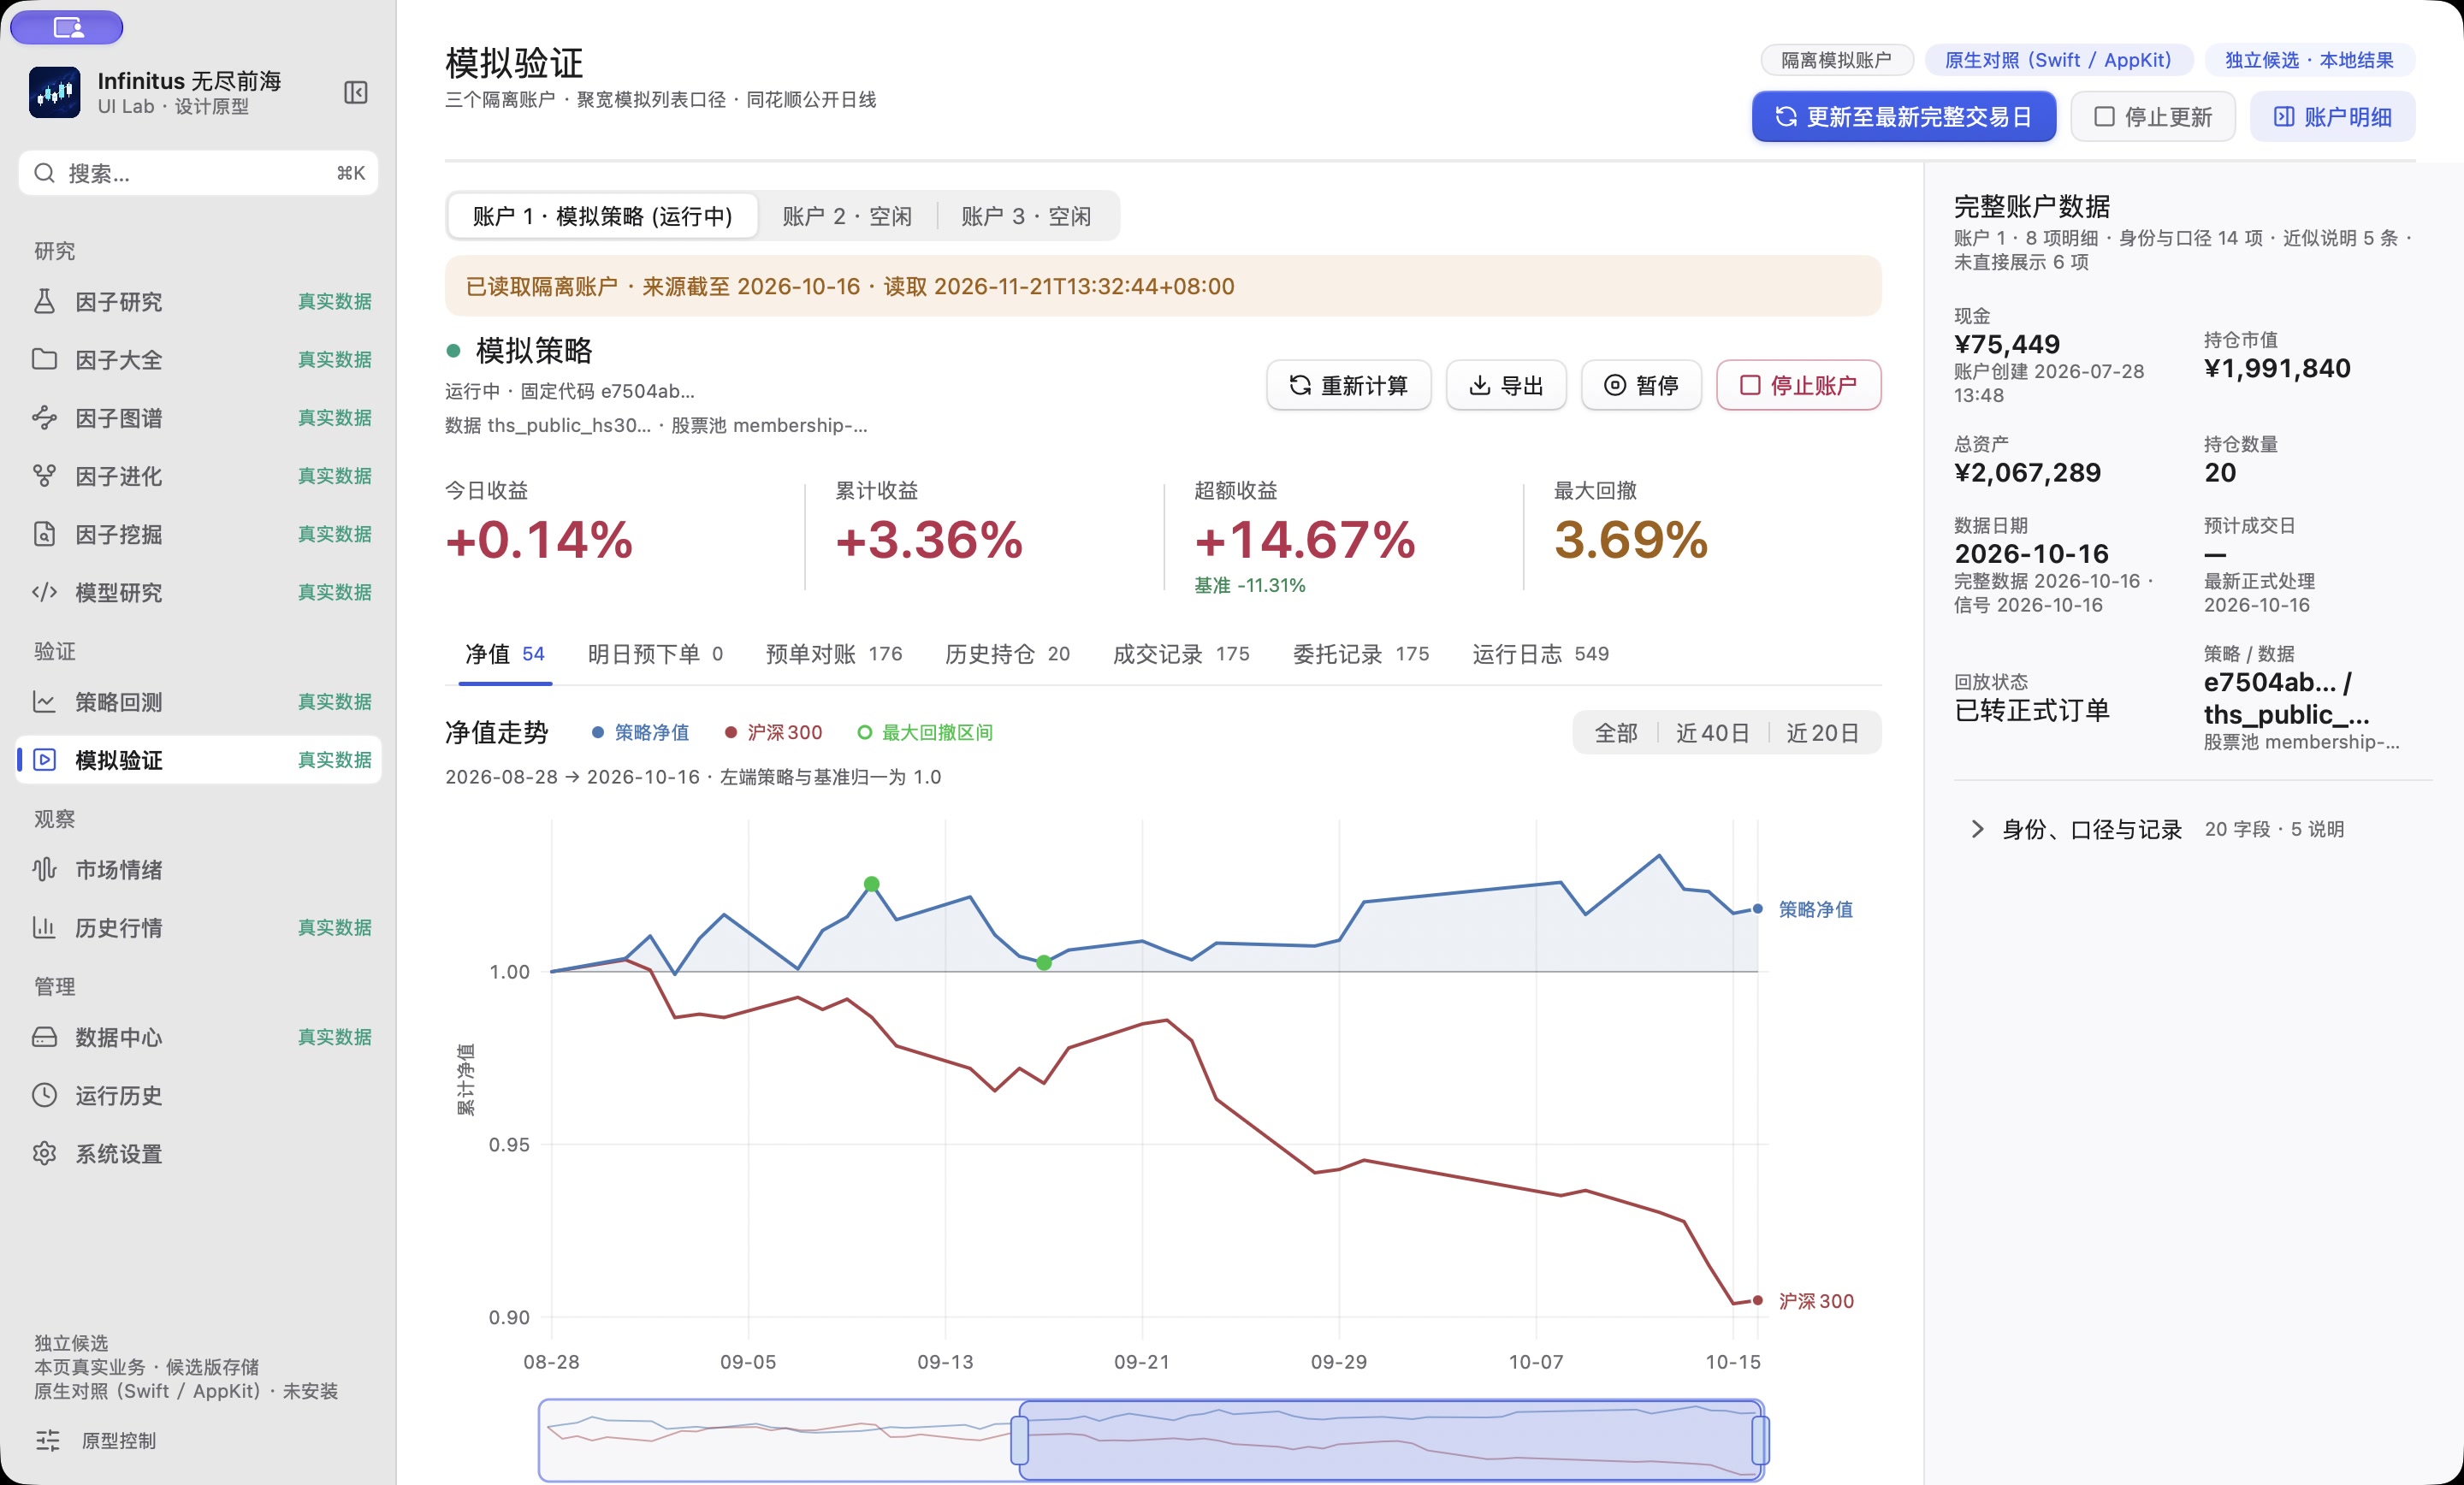 Infinitus 无尽前海
UI Lab · 设计原型
搜索... ⌘K
研究
因子研究 真实数据
因子大全 真实数据
因子图谱 真实数据
因子进化 真实数据
因子挖掘 真实数据
模型研究 真实数据
验证
策略回测 真实数据
模拟验证 真实数据
观察
市场情绪
历史行情 真实数据
管理
数据中心 真实数据
运行历史
系统设置
独立候选
本页真实业务 · 候选版存储
原生对照 (Swift / AppKit) · 未安装
原型控制
模拟验证
三个隔离账户 · 聚宽模拟列表口径 · 同花顺公开日线
隔离模拟账户 原生对照 (Swift / AppKit) 独立候选 · 本地结果
更新至最新完整交易日 停止更新 账户明细
账户 1 · 模拟策略 (运行中) 账户 2 · 空闲 账户 3 · 空闲
已读取隔离账户 · 来源截至 2026-10-16 · 读取 2026-11-21T13:32:44+08:00
模拟策略
运行中 · 固定代码 e7504ab...
数据 ths_public_hs30... · 股票池 membership-...
重新计算 导出 暂停 停止账户
今日收益 累计收益 超额收益 最大回撤
+0.14% +3.36% +14.67% 3.69%
基准 -11.31%
净值 54 明日预下单 0 预单对账 176 历史持仓 20 成交记录 175 委托记录 175 运行日志 549
净值走势 策略净值 沪深300 最大回撤区间 全部 近40日 近20日
2026-08-28 → 2026-10-16 · 左端策略与基准归一为 1.0
累计净值
1.00
0.95
0.90
策略净值
沪深300
08-28 09-05 09-13 09-21 09-29 10-07 10-15
完整账户数据
账户 1 · 8 项明细 · 身份与口径 14 项 · 近似说明 5 条 ·
未直接展示 6 项
现金
¥75,449
账户创建 2026-07-28
13:48
持仓市值
¥1,991,840
总资产
¥2,067,289
持仓数量
20
数据日期
2026-10-16
完整数据 2026-10-16 ·
信号 2026-10-16
预计成交日
—
最新正式处理
2026-10-16
回放状态
已转正式订单
策略 / 数据
e7504ab... /
ths_public_...
股票池 membership-...
身份、口径与记录 20 字段 · 5 说明